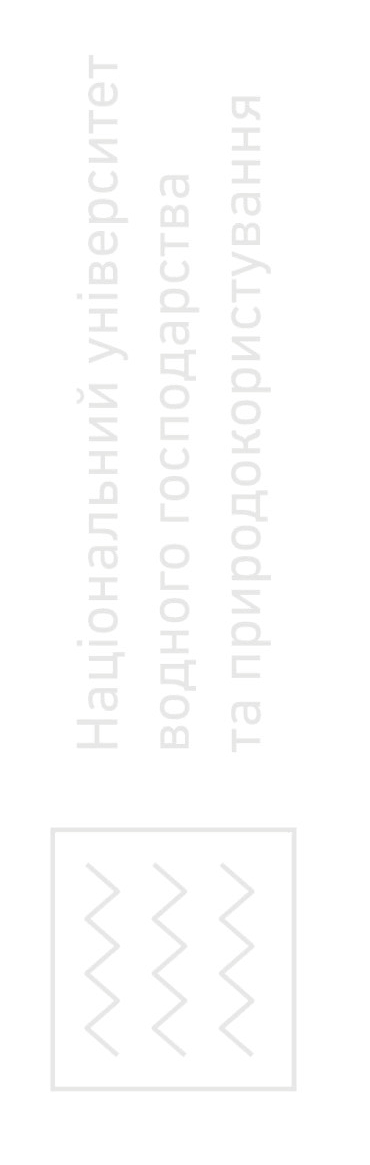 Національний університет
водного господарства
та природокористування